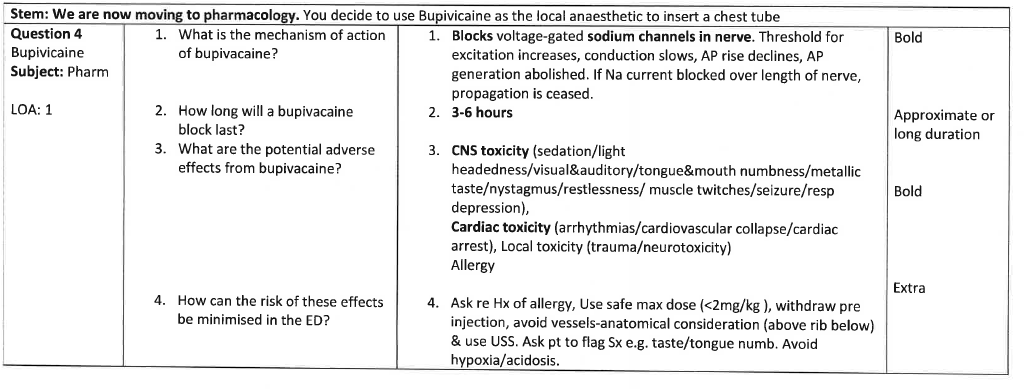 Stem: We are now moving to pharmacology. You decide to use Bupivicaine as the local anaesthetic to insert a chest tube
Question 4
Bupivicaine
Subject: Pharm
LOA: 1
1. What is the mechanism of action
of bupivacaine?
2. How long will a bupivacaine
block last?
3. What are the potential adverse
effects from bupivacaine?
4. How can the risk of these effects
be minimised in the ED?
1. Blocks voltage-gated sodium channels in nerve. Threshold for
excitation increases, conduction slows, AP rise declines, AP
generation abolished. If Na current blocked over length of nerve,
propagation is ceased.
2. 3-6 hours
3. CNS toxicity (sedation/light
headedness/visual&auditory/tongue&mouth numbness/metallic
taste/nystagmus/restlessness/ muscle twitches/seizure/resp
depression),
Cardiac toxicity (arrhythmias/cardiovascular collapse/cardiac
arrest), Local toxicity (trauma/neurotoxicity)
Allergy
4. Ask re Hx of allergy, Use safe max dose (<2mg/kg ), withdraw pre
injection, avoid vessels-anatomical consideration (above rib below)
& use USS. Ask pt to flag Sx e.g. taste/tongue numb. Avoid
hypoxia/acidosis.
Bold
Approximate or
long duration
Bold
Extra